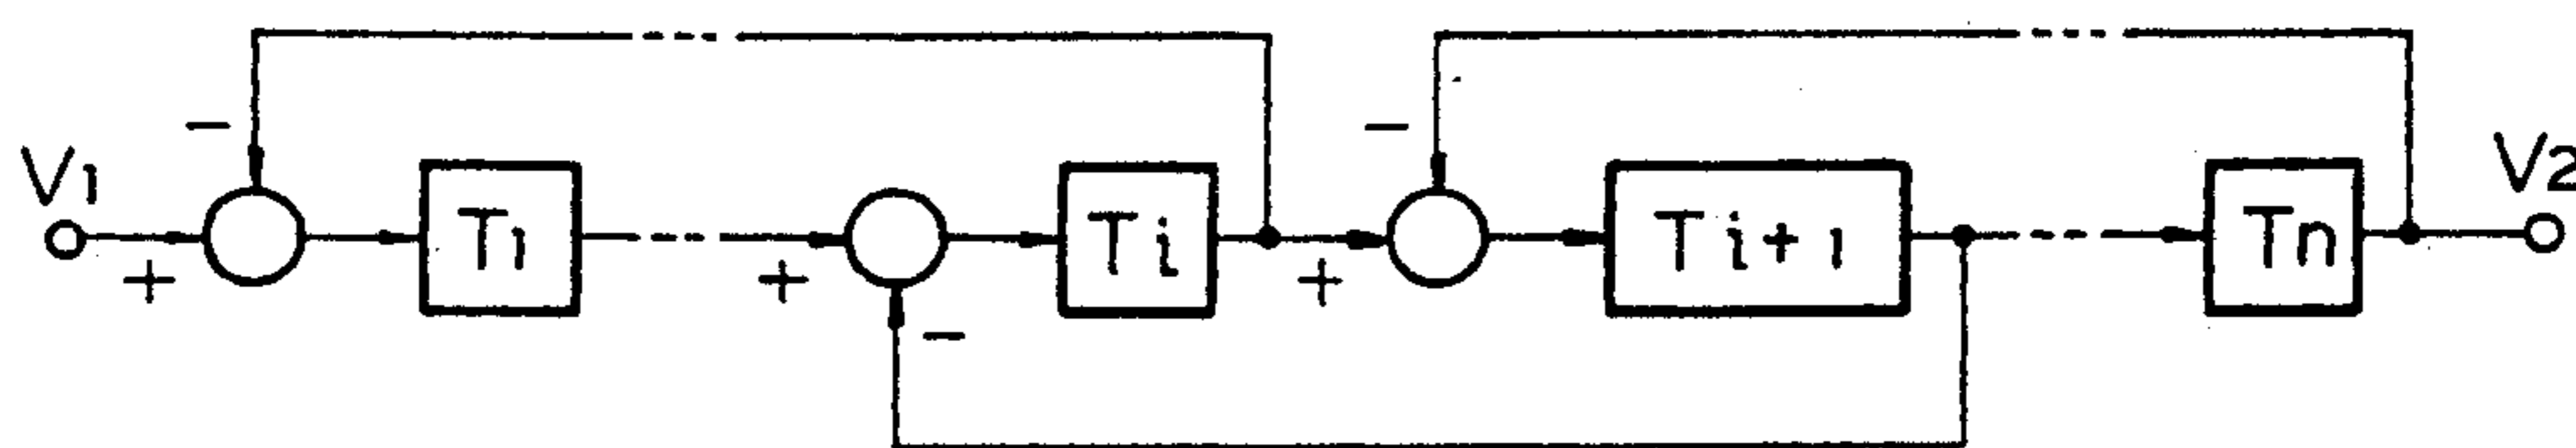 V1
−
+
T1
+
−
Ti
+
−
Ti+1
Tn
V2